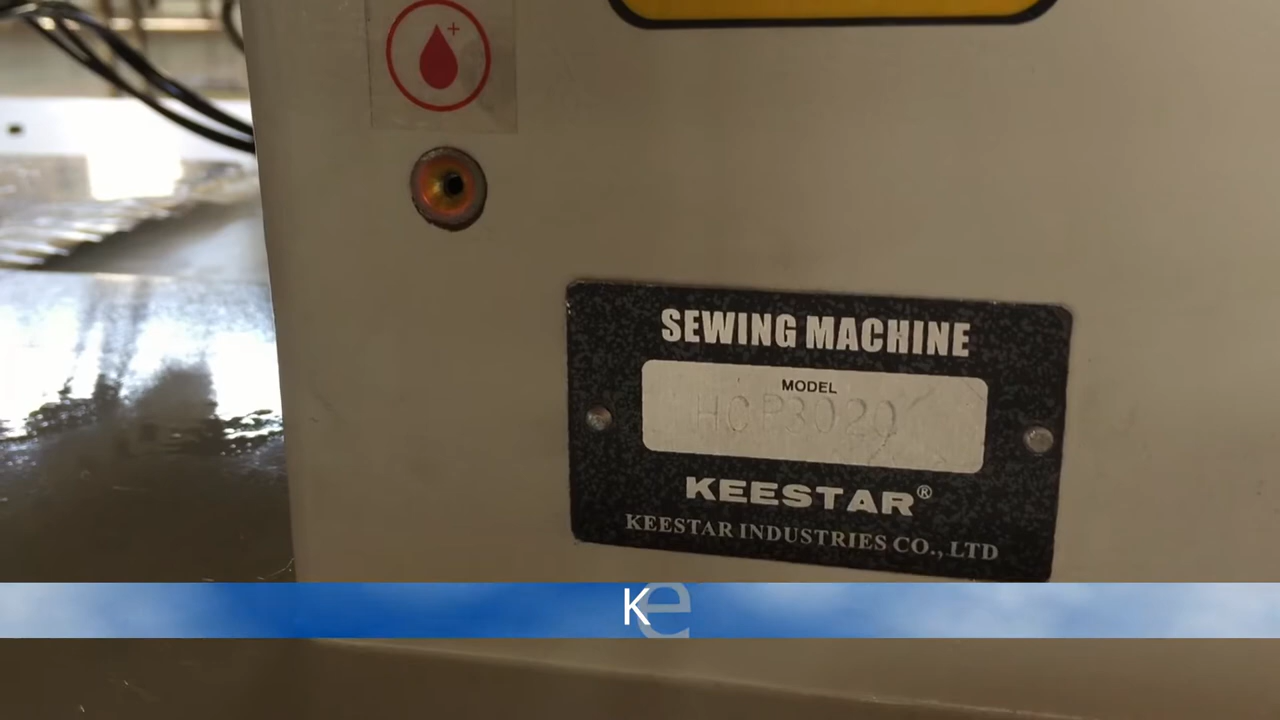 SEWING MACHINE
MODEL
HCP3020
KEESTAR®
KEESTAR INDUSTRIES CO., LTD
Ke